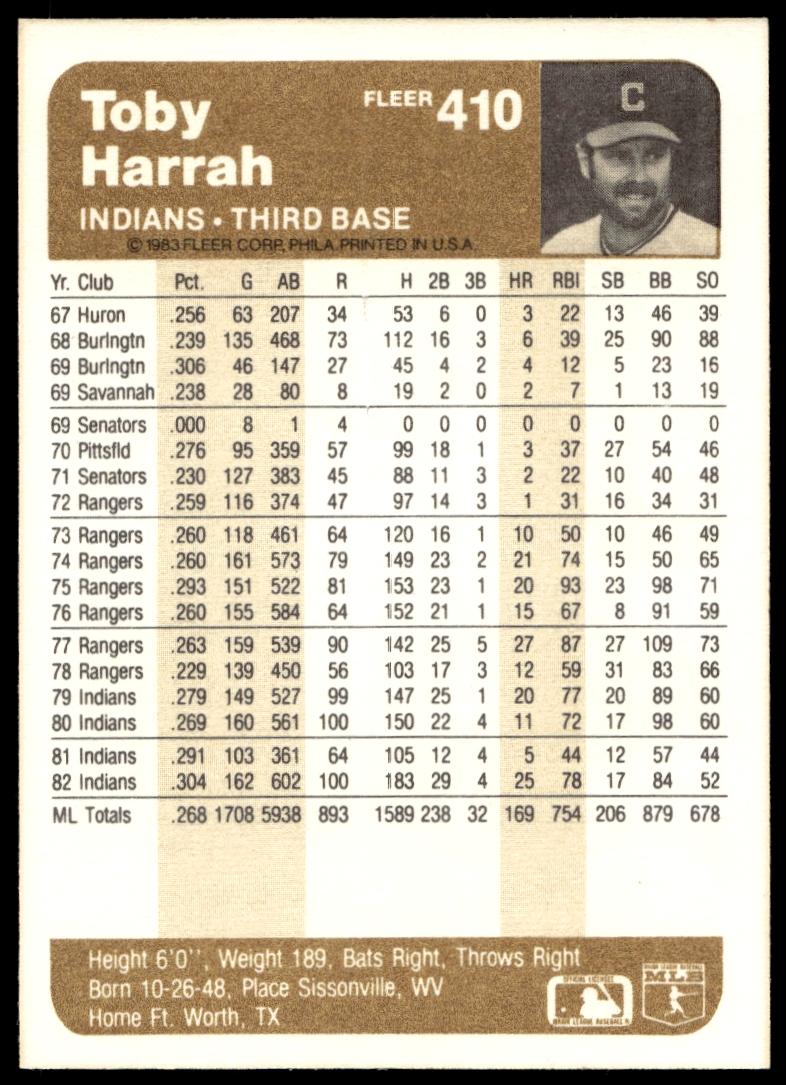 Toby
Harrah
FLEER 410
C
INDIANS • THIRD BASE
© 1983 FLEER CORP., PHILA. PRINTED IN U.S.A.
Yr. Club Pct. G AB R H 2B 3B HR RBI SB BB SO
67 Huron .256 63 207 34 53 6 0 3 22 13 46 39
68 Burlngtn .239 135 468 73 112 16 3 6 39 25 90 88
69 Burlngtn .306 46 147 27 45 4 2 4 12 5 23 16
69 Savannah .238 28 80 8 19 2 0 2 7 1 13 19
69 Senators .000 8 1 4 0 0 0 0 0 0 0 0
70 Pittsfld .276 95 359 57 99 18 1 3 37 27 54 46
71 Senators .230 127 383 45 88 11 3 2 22 10 40 48
72 Rangers .259 116 374 47 97 14 3 1 31 16 34 31
73 Rangers .260 118 461 64 120 16 1 10 50 10 46 49
74 Rangers .260 161 573 79 149 23 2 21 74 15 50 65
75 Rangers .293 151 522 81 153 23 1 20 93 23 98 71
76 Rangers .260 155 584 64 152 21 1 15 67 8 91 59
77 Rangers .263 159 539 90 142 25 5 27 87 27 109 73
78 Rangers .229 139 450 56 103 17 3 12 59 31 83 66
79 Indians .279 149 527 99 147 25 1 20 77 20 89 60
80 Indians .269 160 561 100 150 22 4 11 72 17 98 60
81 Indians .291 103 361 64 105 12 4 5 44 12 57 44
82 Indians .304 162 602 100 183 29 4 25 78 17 84 52
ML Totals .268 1708 5938 893 1589 238 32 169 754 206 879 678
Height 6'0'', Weight 189, Bats Right, Throws Right
Born 10-26-48, Place Sissonville, WV
Home Ft. Worth, TX
OFFICIAL LICENSEE
MAJOR LEAGUE BASEBALL
MAJOR LEAGUE BASEBALL